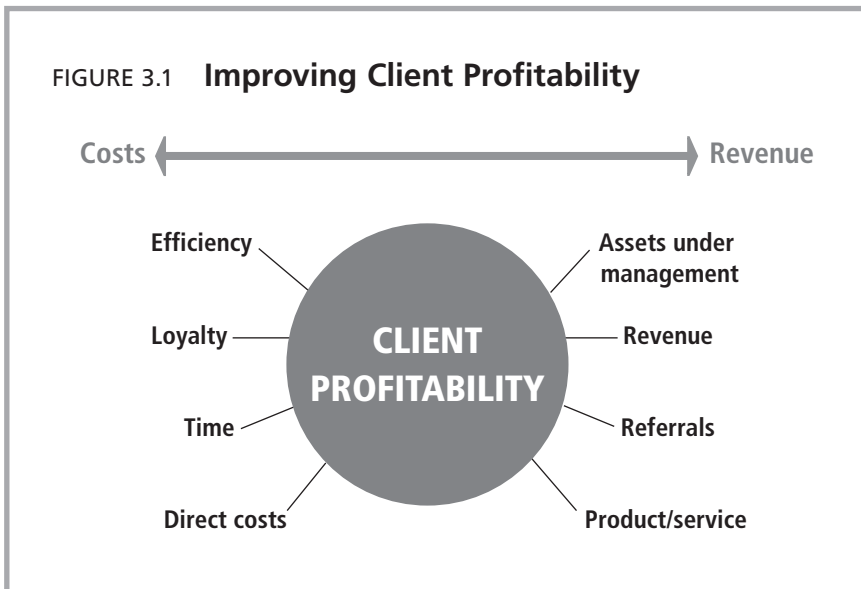 FIGURE 3.1 Improving Client Profitability
Costs
Revenue
Efficiency
Loyalty
Time
Direct costs
CLIENT
PROFITABILITY
Assets under
management
Revenue
Referrals
Product/service